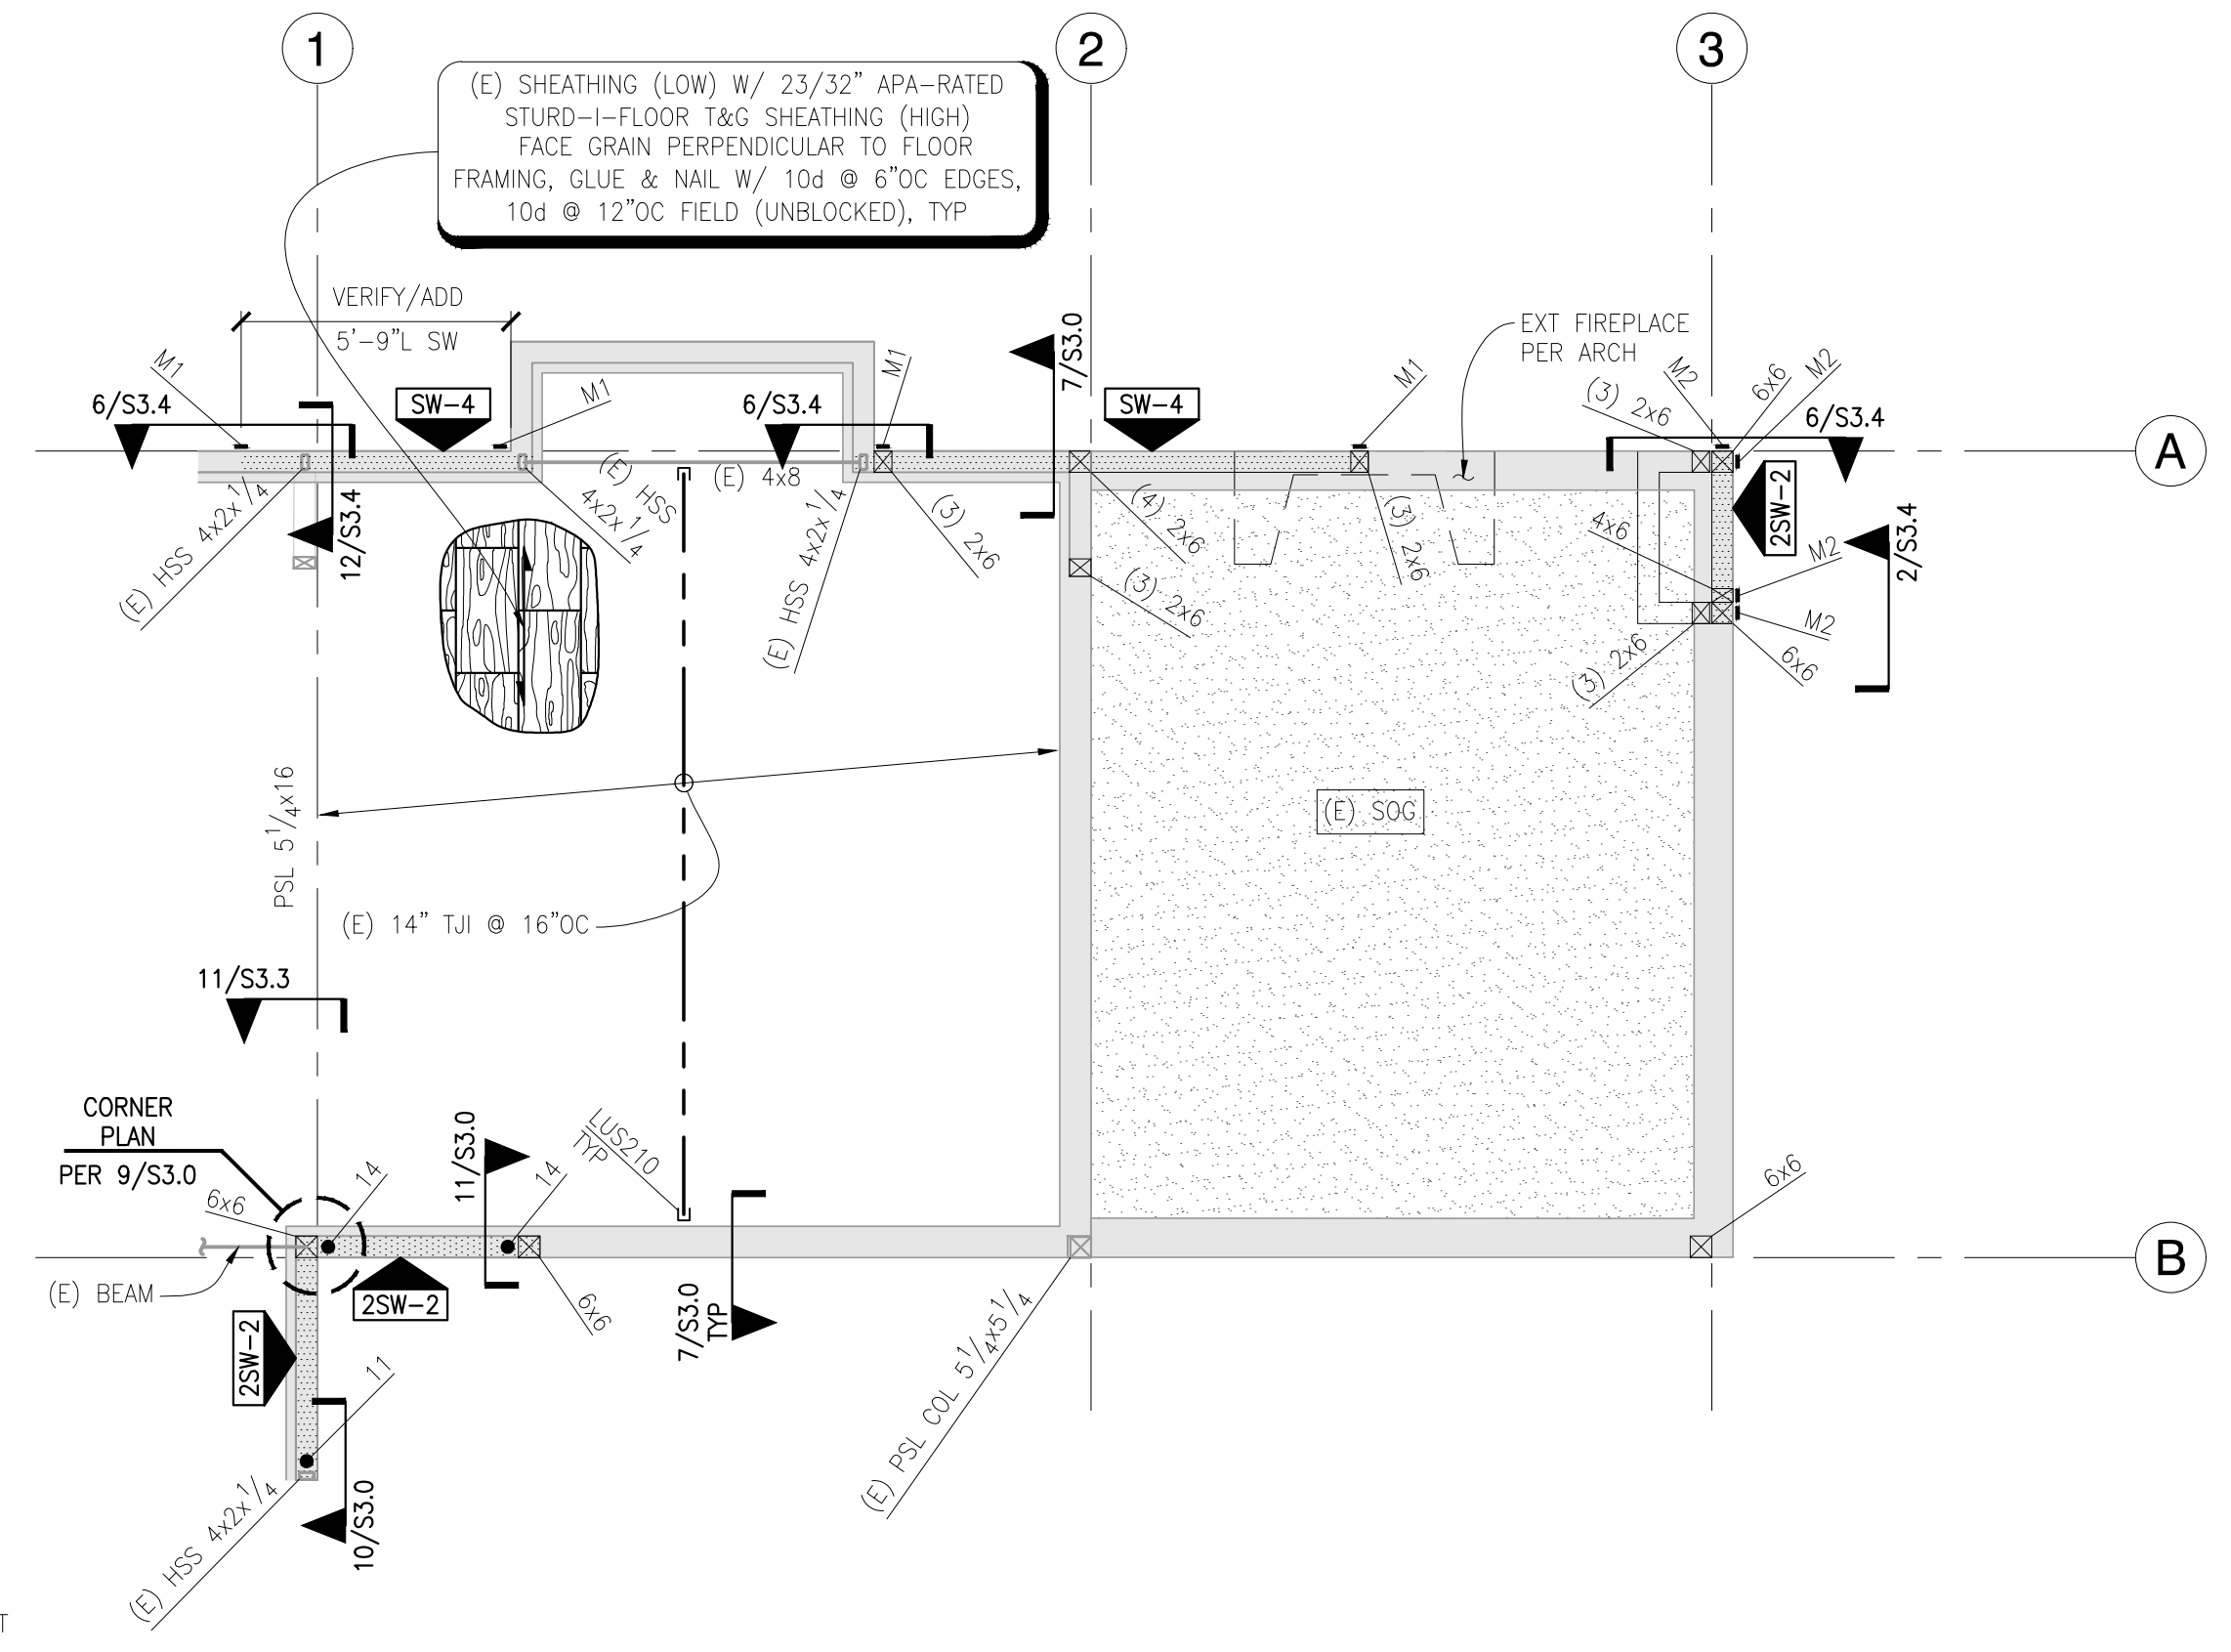 1
2
3
(E) SHEATHING (LOW) W/ 23/32" APA-RATED
STURD-I-FLOOR T&G SHEATHING (HIGH)
FACE GRAIN PERPENDICULAR TO FLOOR
FRAMING, GLUE & NAIL W/ 10d @ 6"OC EDGES,
10d @ 12"OC FIELD (UNBLOCKED), TYP
VERIFY/ADD
5'-9"L SW
M1
6/S3.4
SW-4
M1
6/S3.4
M1
7/S3.0
SW-4
M1
EXT FIREPLACE
PER ARCH
(3) 2x6
M2
6x6
M2
6/S3.4
A
(E) HSS 4x2x1/4
12/S3.4
(E) HSS
4x2x1/4
(E) 4x8
(E) HSS 4x2x1/4
(3) 2x6
(4) 2x6
(3) 2x6
(3) 2x6
4x6
2SW-2
M2
2/S3.4
M2
(3) 2x6
6x6
PSL 5 1/4x16
(E) SOG
(E) 14" TJI @ 16"OC
11/S3.3
CORNER
PLAN
PER 9/S3.0
6x6
14
11/S3.0
14
LUS210
TYP
6x6
B
(E) BEAM
2SW-2
6x6
7/S3.0
TYP
2SW-2
11
(E) PSL COL 5 1/4x5 1/4
10/S3.0
(E) HSS 4x2x1/4
T